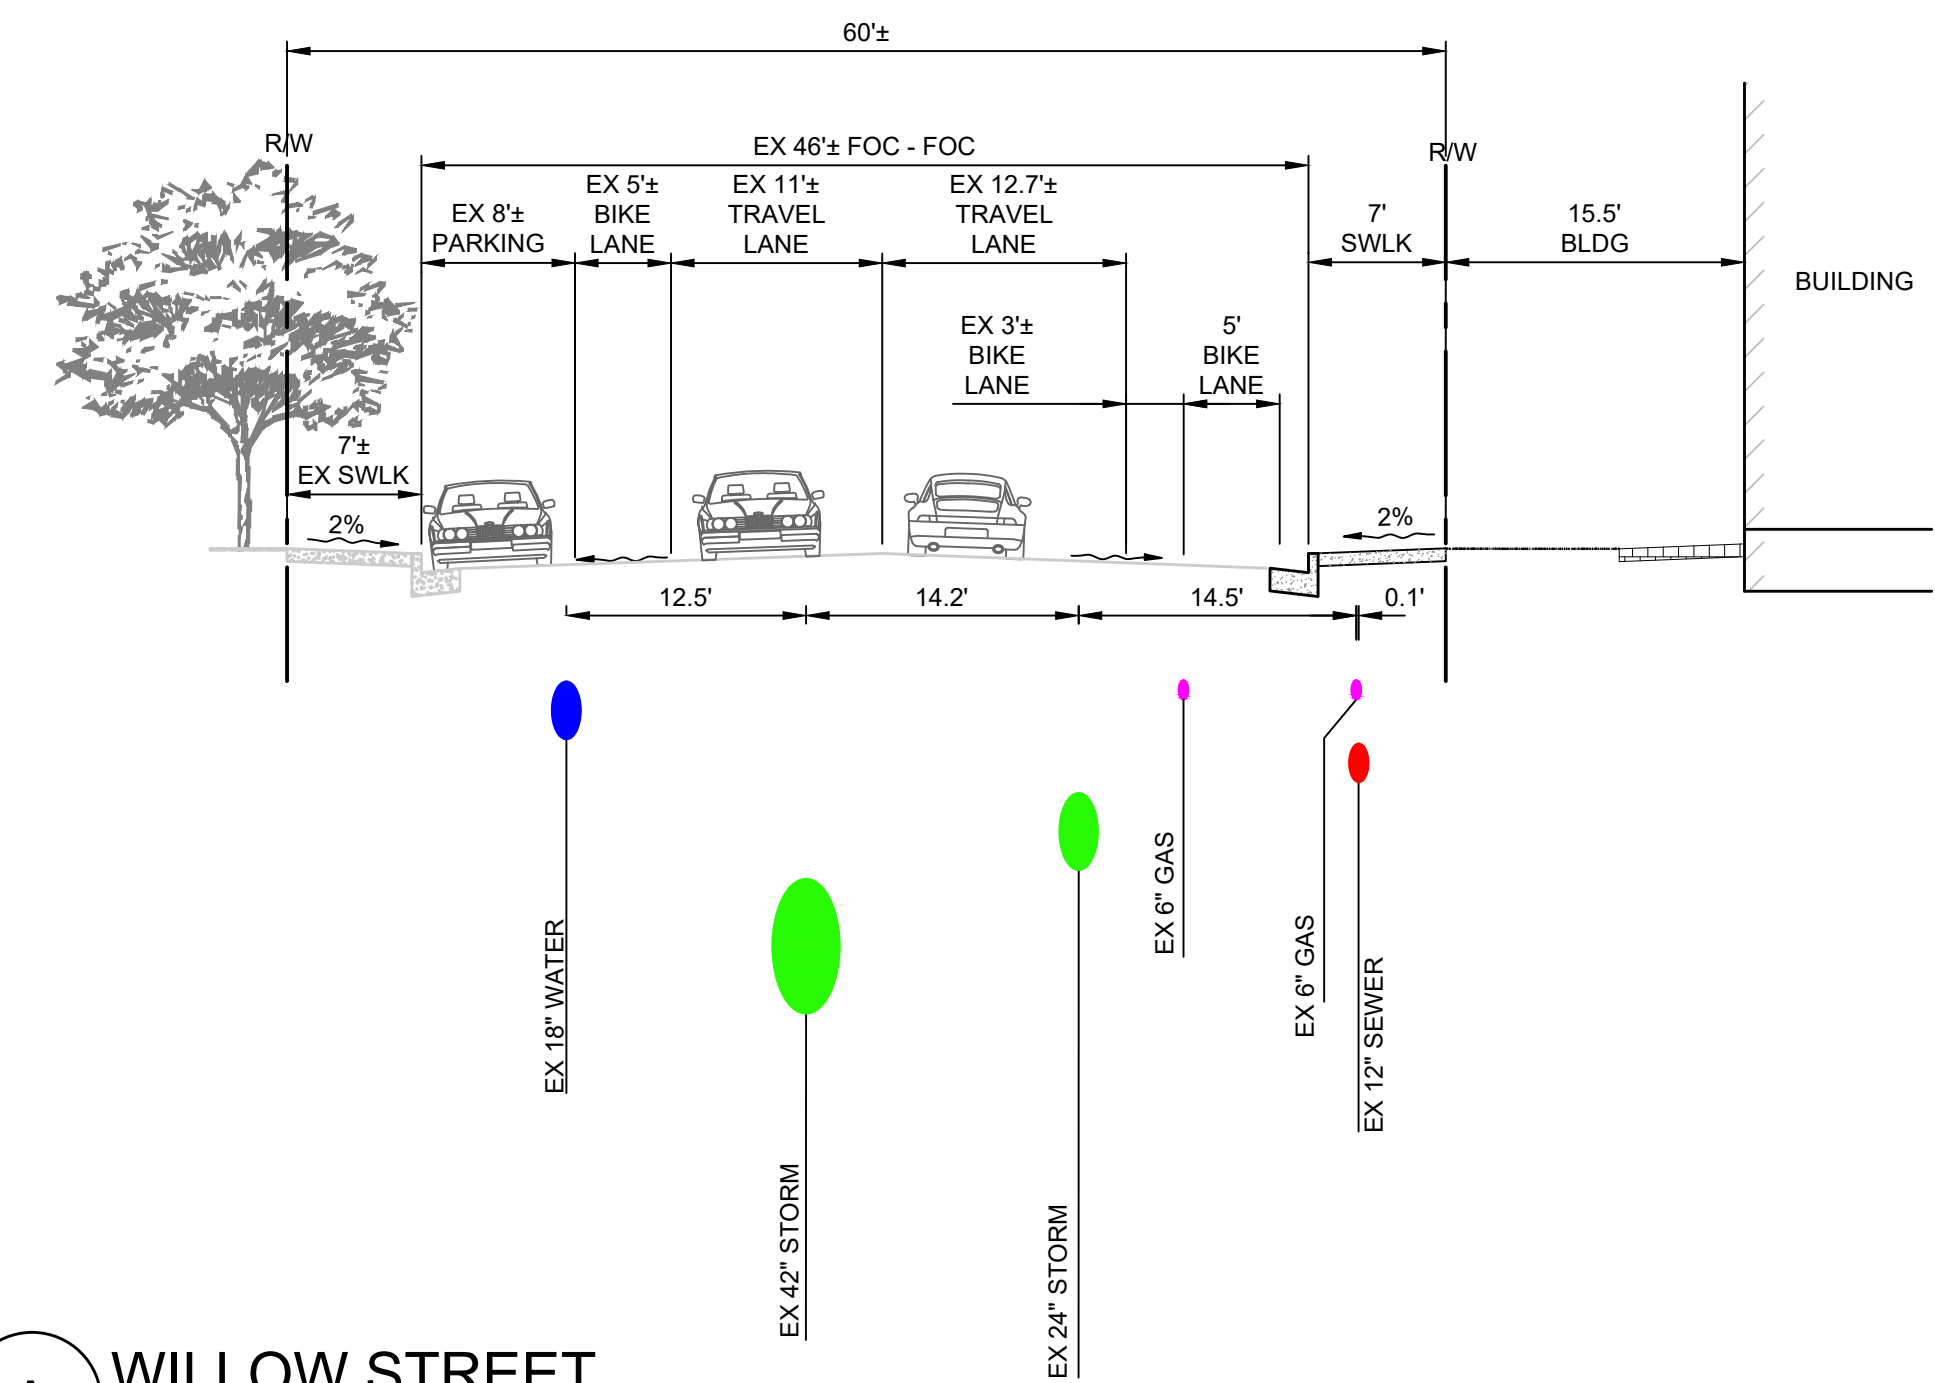 60'±
R/W
EX 46'± FOC - FOC
R/W
EX 8'±
PARKING
EX 5'±
BIKE
LANE
EX 11'±
TRAVEL
LANE
EX 12.7'±
TRAVEL
LANE
7'
SWLK
15.5'
BLDG
BUILDING
EX 3'±
BIKE
LANE
5'
BIKE
LANE
7'±
EX SWLK
2%
2%
12.5'
14.2'
14.5'
0.1'
EX 18" WATER
EX 42" STORM
EX 24" STORM
EX 6" GAS
EX 6" GAS
EX 12" SEWER
WILLOW STREET